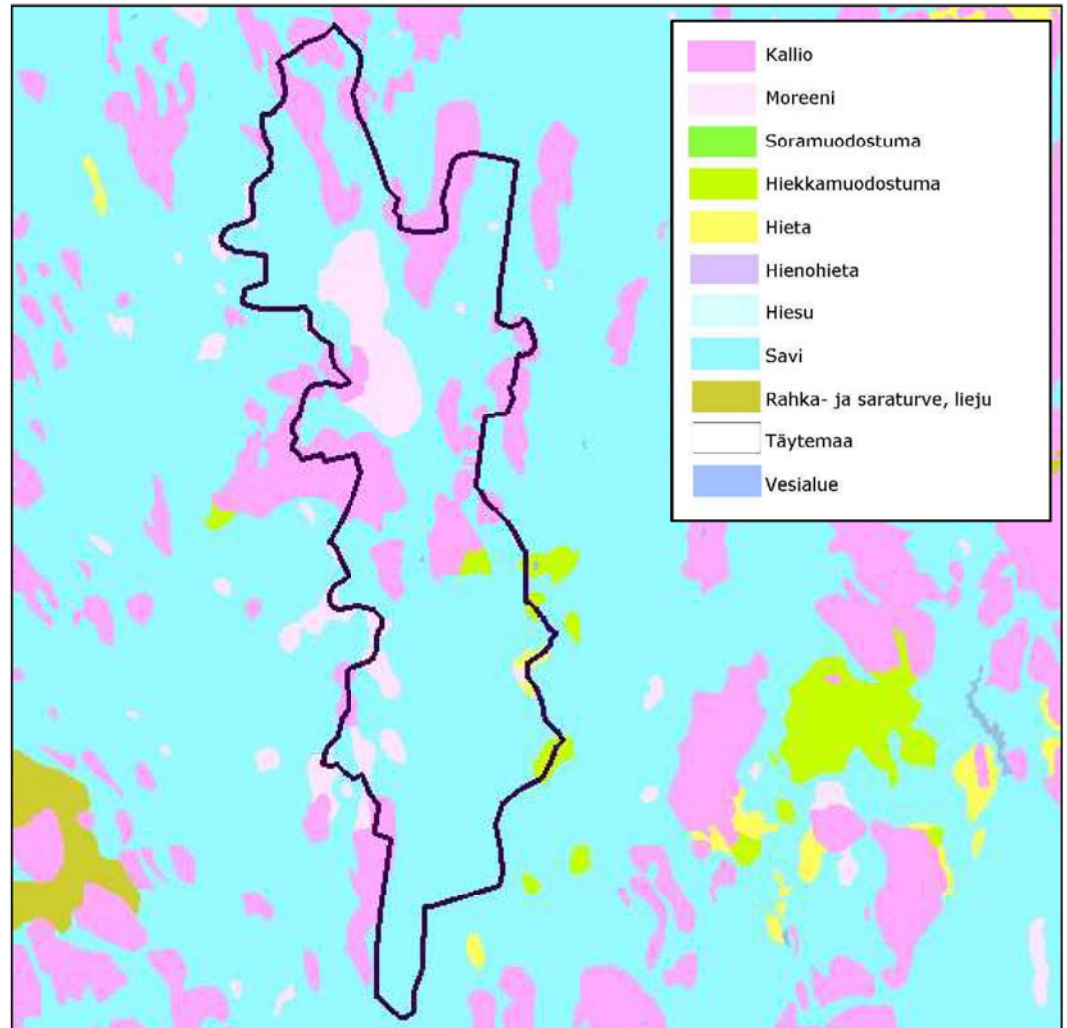 Kallio
Moreeni
Soramuodostuma
Hiekkamuodostuma
Hieta
Hienohieta
Hiesu
Savi
Rahka- ja saraturve, lieju
Täytemaa
Vesialue